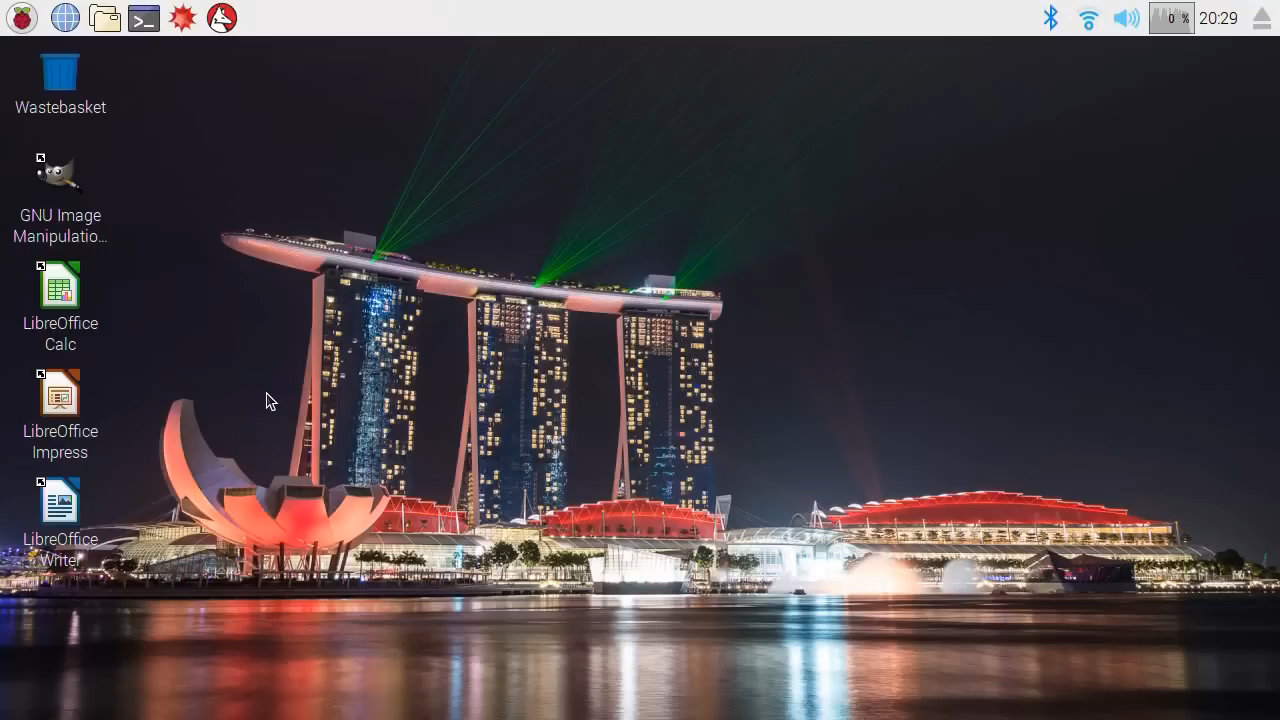 0 %
20:29
Wastebasket
GNU Image
Manipulatio...
LibreOffice
Calc
LibreOffice
Impress
LibreOffice
Writer